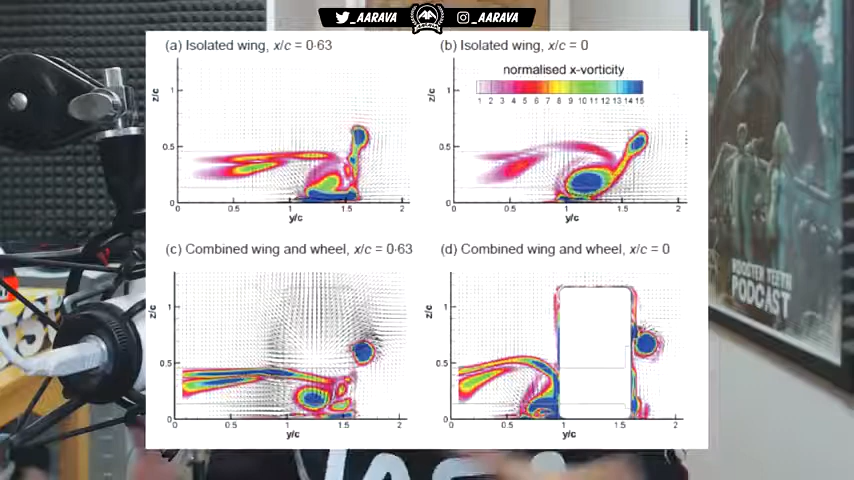 _AARAVA
_AARAVA
(a) Isolated wing, x/c = 0·63
(b) Isolated wing, x/c = 0
normalised x-vorticity
1 2 3 4 5 6 7 8 9 10 11 12 13 14 15
z/c
1
0.5
0
0
0.5
1
1.5
2
y/c
z/c
1
0.5
0
0
0.5
1
1.5
2
y/c
(c) Combined wing and wheel, x/c = 0·63
(d) Combined wing and wheel, x/c = 0
z/c
1
0.5
0
0
0.5
1
1.5
2
y/c
z/c
1
0.5
0
0
0.5
1
1.5
2
y/c
ROOSTER TEETH
PODCAST